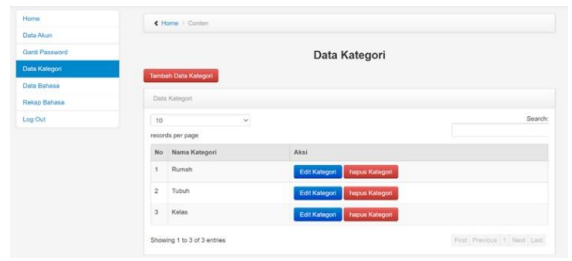 Home
Data Akun
Ganti Password
Data Kategori
Data Bahasa
Rekap Bahasa
Log Out
Home / Conten
Data Kategori
Tambah Data Kategori
Data Kategori
10
records per page
Search:
No Nama Kategori Aksi
1 Rumah Edit Kategori hapus Kategori
2 Tubuh Edit Kategori hapus Kategori
3 Kelas Edit Kategori hapus Kategori
Showing 1 to 3 of 3 entries
First Previous 1 Next Last